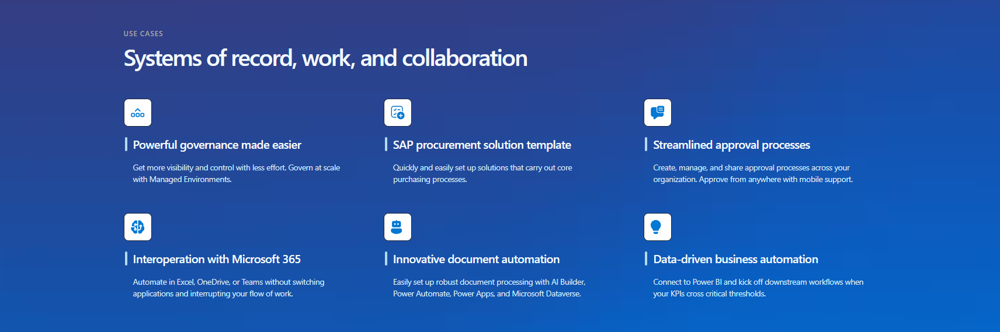 USE CASES
Systems of record, work, and collaboration
Powerful governance made easier
Get more visibility and control with less effort. Govern at scale
with Managed Environments.
SAP procurement solution template
Quickly and easily set up solutions that carry out core
purchasing processes.
Streamlined approval processes
Create, manage, and share approval processes across your
organization. Approve from anywhere with mobile support.
Interoperation with Microsoft 365
Automate in Excel, OneDrive, or Teams without switching
applications and interrupting your flow of work.
Innovative document automation
Easily set up robust document processing with AI Builder,
Power Automate, Power Apps, and Microsoft Dataverse.
Data-driven business automation
Connect to Power BI and kick off downstream workflows when
your KPIs cross critical thresholds.